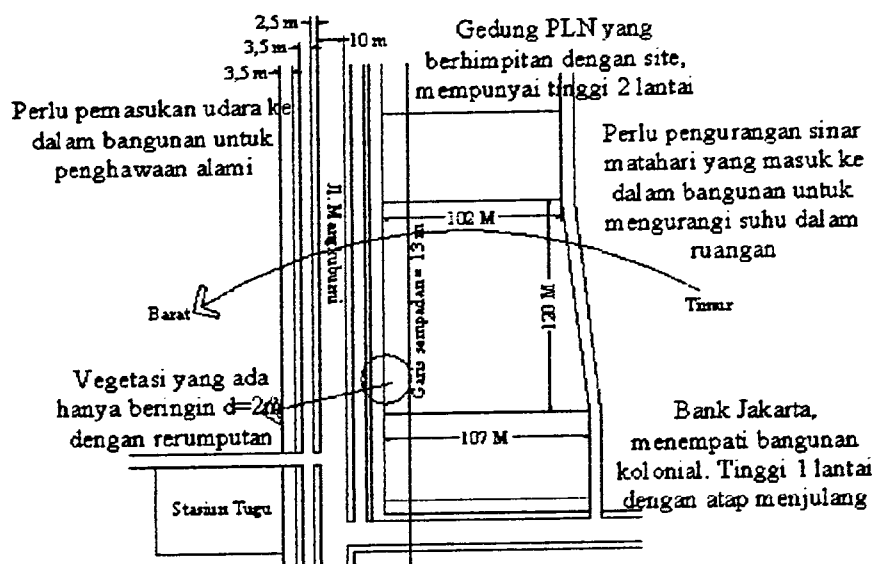 2,5 m
3,5 m
3,5 m
10 m
Gedung PLN yang
berhimpitan dengan site,
mempunyai tinggi 2 lantai
Perlu pemasukan udara ke
dalam bangunan untuk
penghawaan alami
Perlu pengurangan sinar
matahari yang masuk ke
dalam bangunan untuk
mengurangi suhu dalam
ruangan
Jl. Mangkubumi
102 M
Garis sempadan= 13 m
120 M
Barat
Timur
Vegetasi yang ada
hanya beringin d=2m
dengan rerumputan
107 M
Bank Jakarta,
menempati bangunan
kolonial. Tinggi 1 lantai
dengan atap menjulang
Stasiun Tugu